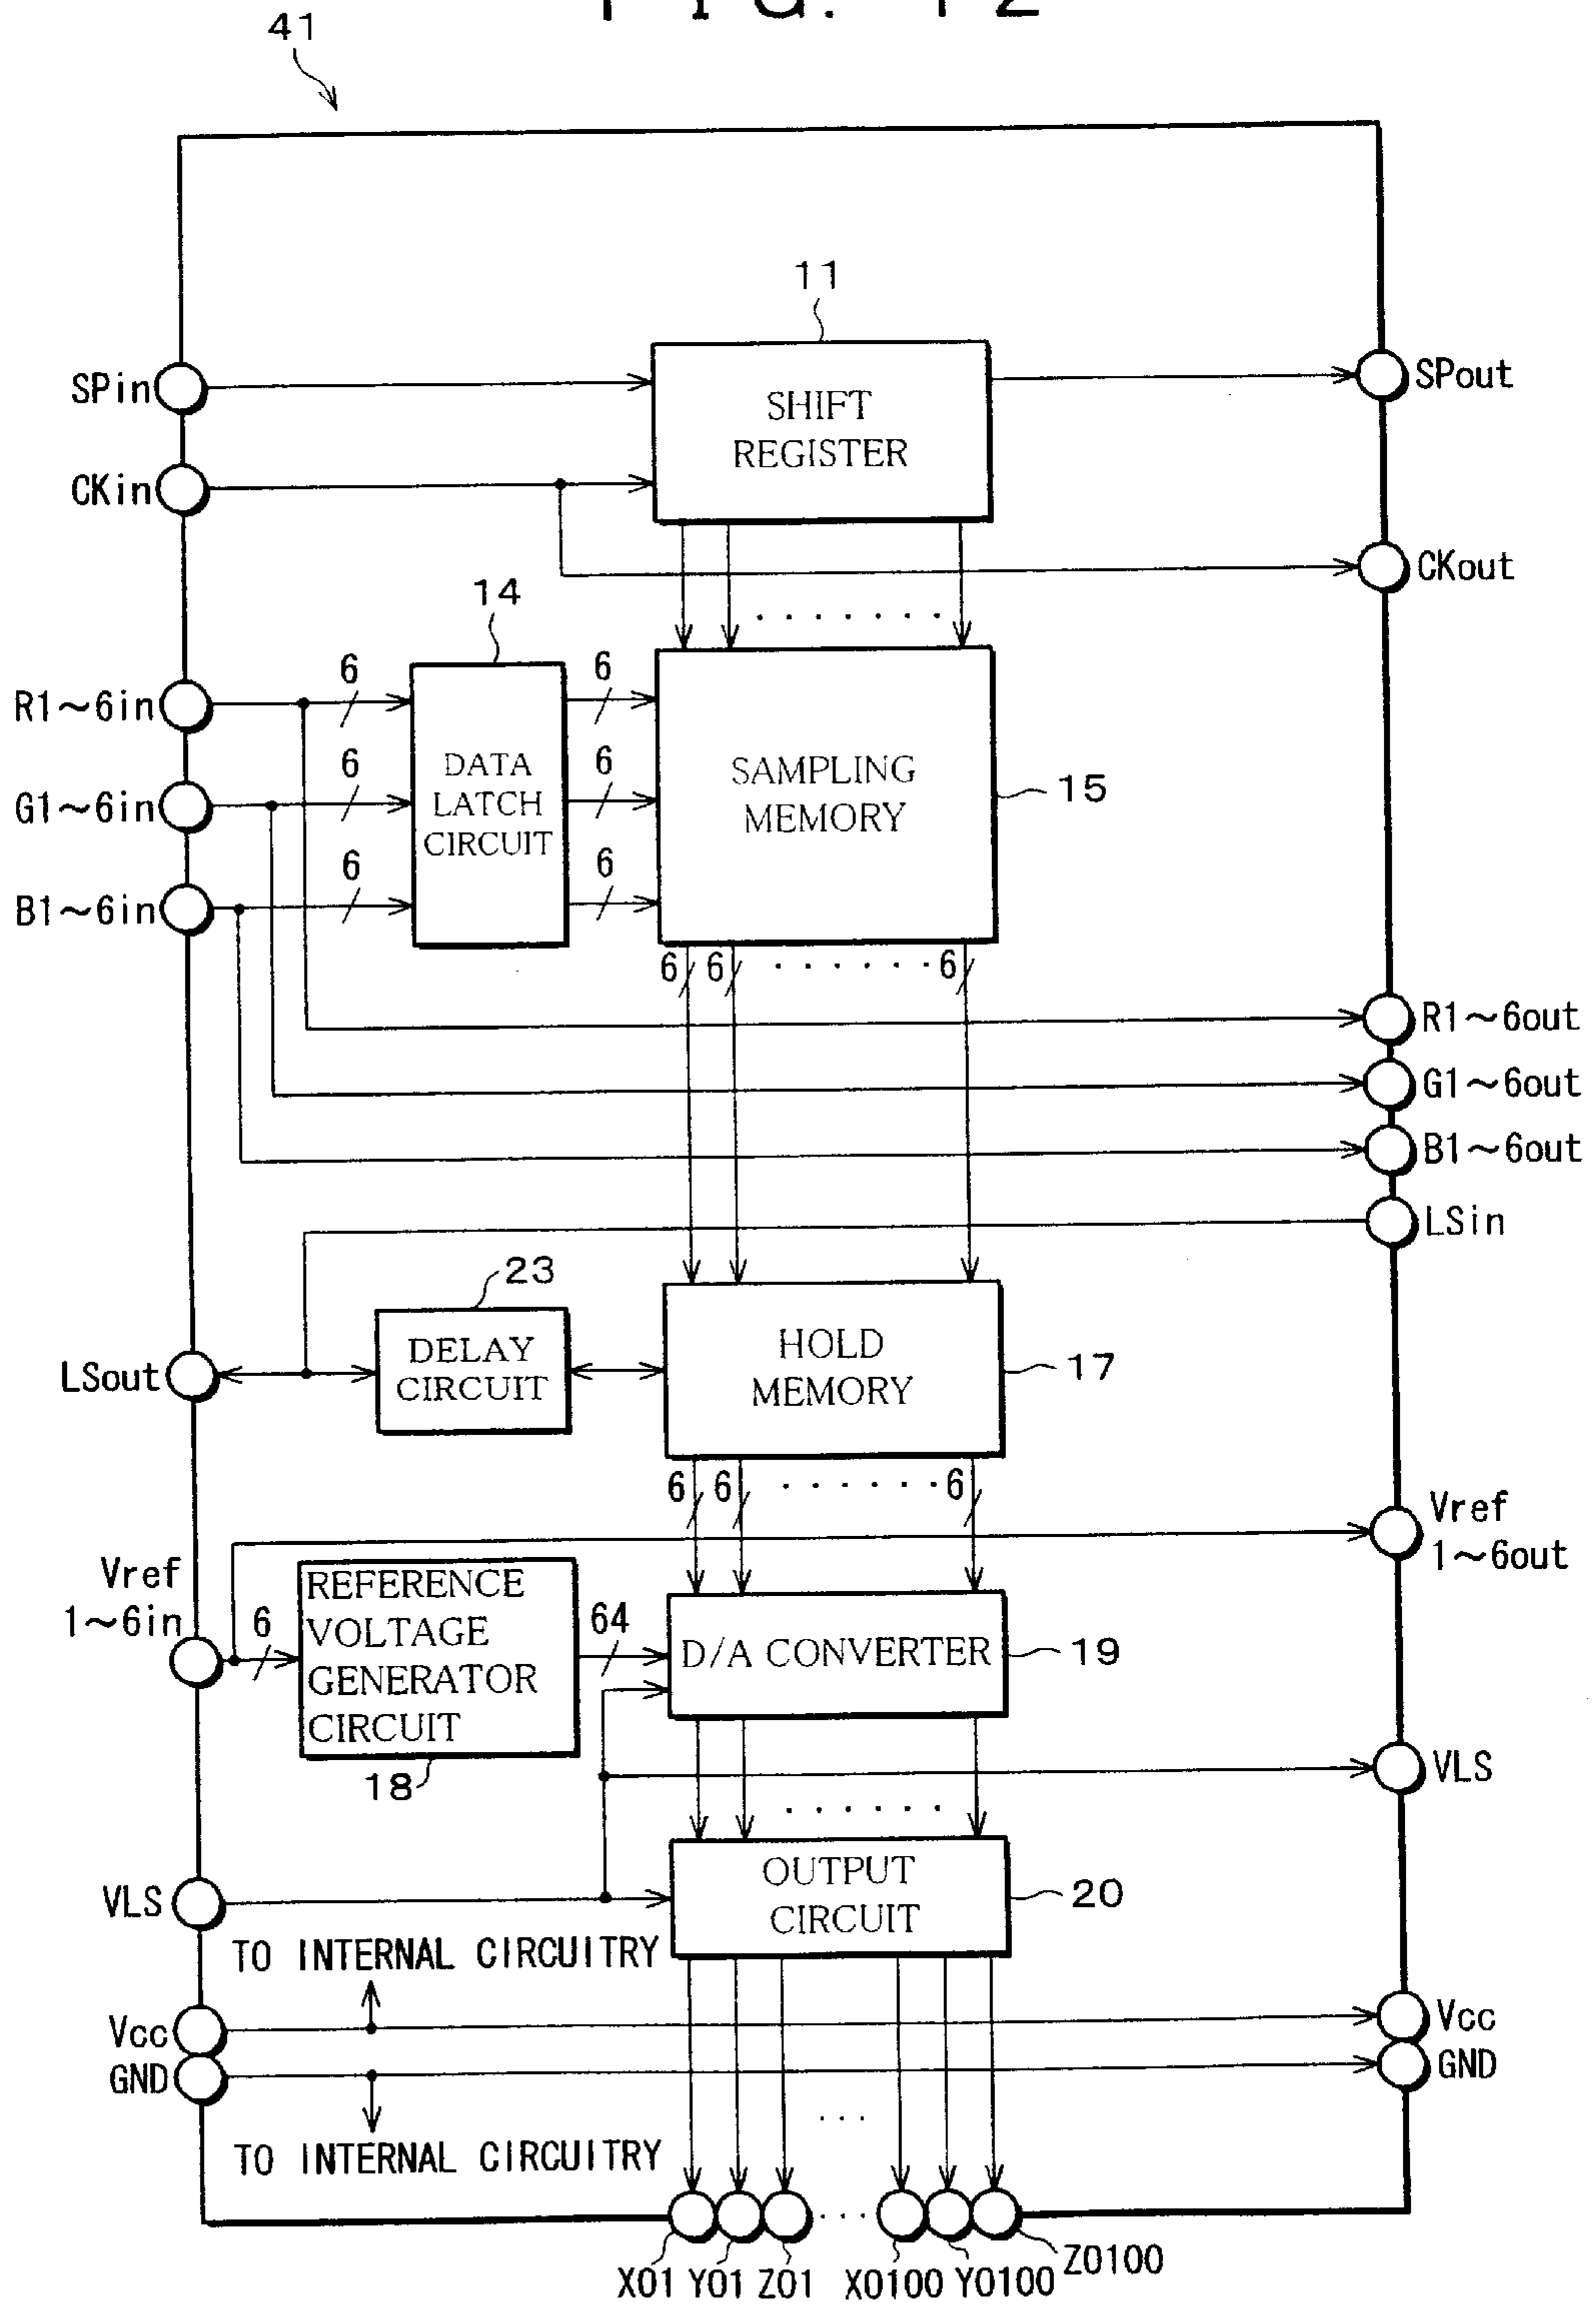 FIG. 12
41
11
SPin
SHIFT
REGISTER
SPout
CKin
CKout
14
R1~6in
6
6
G1~6in
6
DATA
LATCH
CIRCUIT
6
SAMPLING
MEMORY
15
B1~6in
6
6
6
6
6
R1~6out
G1~6out
B1~6out
LSin
23
LSout
DELAY
CIRCUIT
HOLD
MEMORY
17
6
6
6
Vref
1~6out
Vref
1~6in
6
REFERENCE
VOLTAGE
GENERATOR
CIRCUIT
64
D/A CONVERTER
19
18
VLS
VLS
OUTPUT
CIRCUIT
20
TO INTERNAL CIRCUITRY
Vcc
Vcc
GND
GND
TO INTERNAL CIRCUITRY
X01 Y01 Z01 X0100 Y0100 Z0100